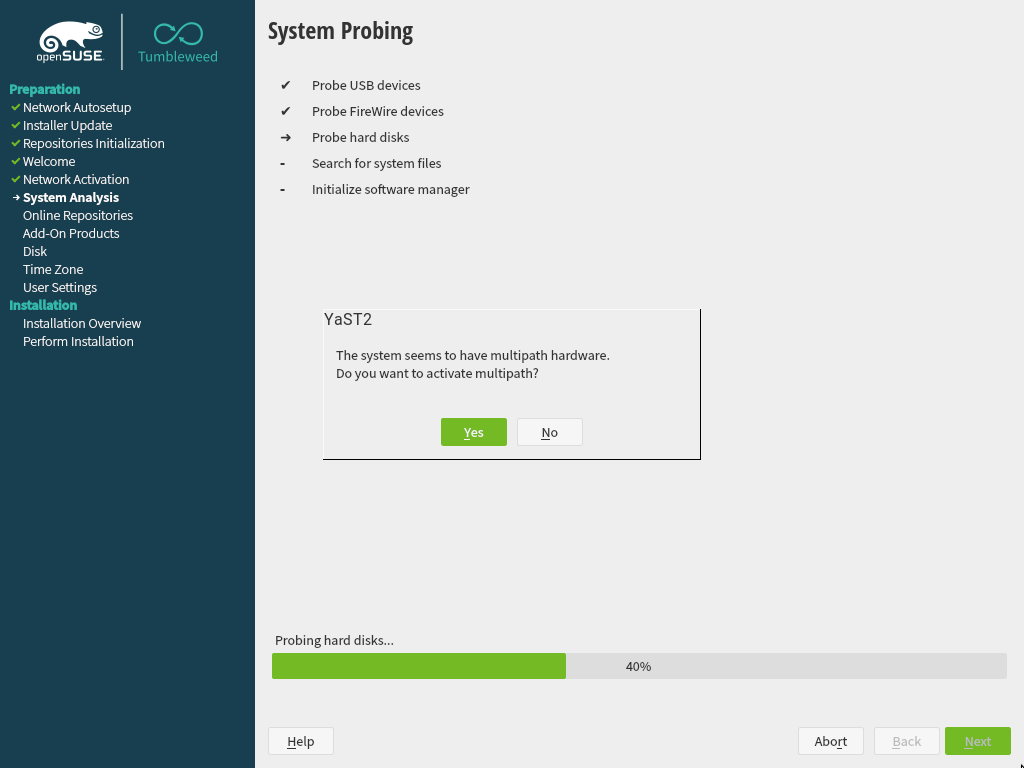 openSUSE
Tumbleweed
Preparation
Network Autosetup
Installer Update
Repositories Initialization
Welcome
Network Activation
System Analysis
Online Repositories
Add-On Products
Disk
Time Zone
User Settings
Installation
Installation Overview
Perform Installation
System Probing
✔ Probe USB devices
✔ Probe FireWire devices
➜ Probe hard disks
- Search for system files
- Initialize software manager
YaST2
The system seems to have multipath hardware.
Do you want to activate multipath?
Yes No
Probing hard disks...
40%
Help Abort Back Next